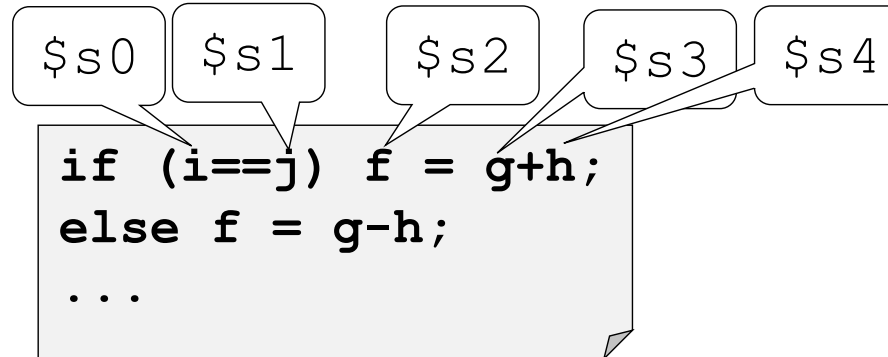 $s0 $s1 $s2 $s3 $s4
if (i==j) f = g+h;
else f = g-h;
...